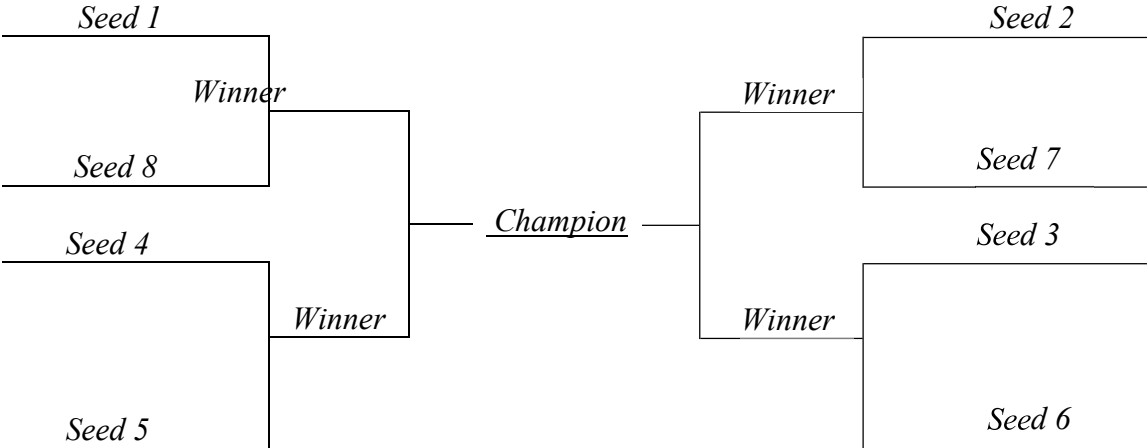 Seed 1
Seed 2
Winner
Winner
Seed 8
Seed 7
Champion
Seed 4
Seed 3
Winner
Winner
Seed 5
Seed 6